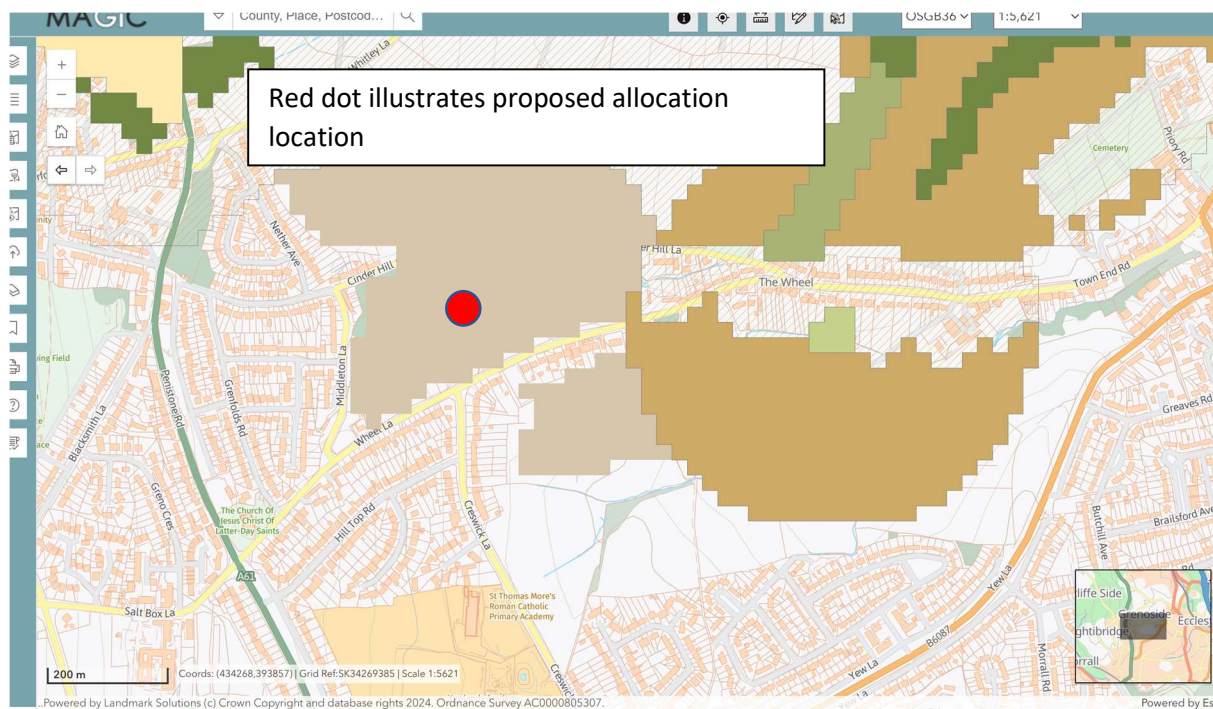 MAGIC
County, Place, Postcod...
OSGB36
1:5,621
Whitley La
Red dot illustrates proposed allocation
location
Cemetery
Priory Rd
Nether Ave
Cinder Hill
The Wheel
Town End Rd
Middleton La
Penistone Rd
Grenfolds Rd
Blacksmith La
Wheel La
Greaves Rd
Greno Cres
The Church Of
Jesus Christ Of
Latter-Day Saints
Hill Top Rd
Creswick La
Butchill Ave
Brailsford Ave
A61
Salt Box La
St Thomas More's
Roman Catholic
Primary Academy
Yew La
B6087
Yew La
Morrall Rd
Grenoside
200 m
Coords: (434268,393857) | Grid Ref:SK34269385 | Scale 1:5621
Powered by Landmark Solutions (c) Crown Copyright and database rights 2024. Ordnance Survey AC0000805307.
Powered by Es